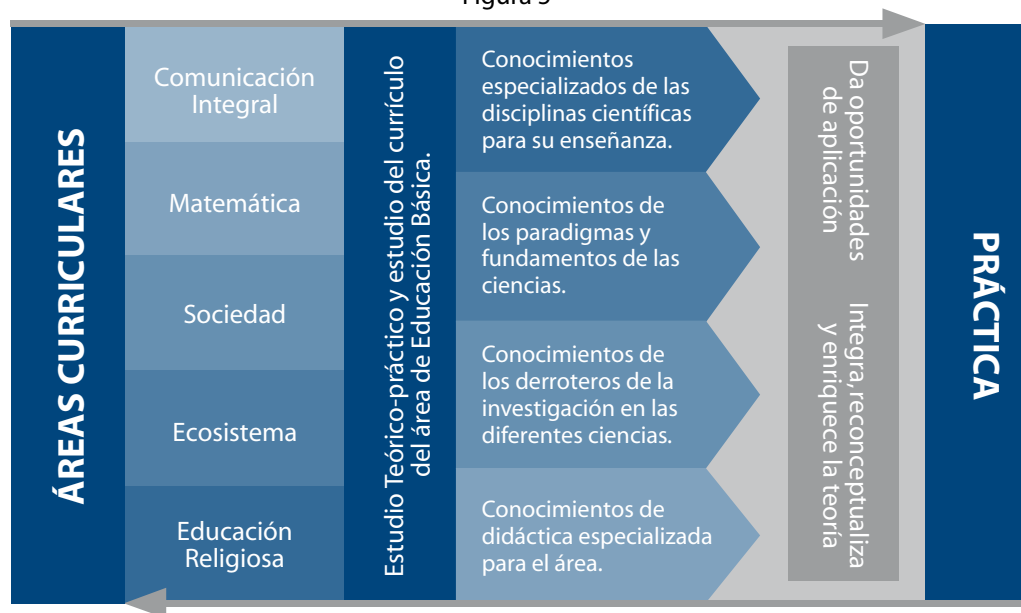 ÁREAS CURRICULARES
Comunicación
Integral
Matemática
Sociedad
Ecosistema
Educación
Religiosa
Estudio Teórico-práctico y estudio del currículo
del área de Educación Básica.
Conocimientos
especializados de las
disciplinas científicas
para su enseñanza.
Conocimientos de
los paradigmas y
fundamentos de las
ciencias.
Conocimientos de
los derroteros de la
investigación en las
diferentes ciencias.
Conocimientos de
didáctica especializada
para el área.
Da oportunidades
de aplicación
Integra, reconceptualiza
y enriquece la teoría
PRÁCTICA